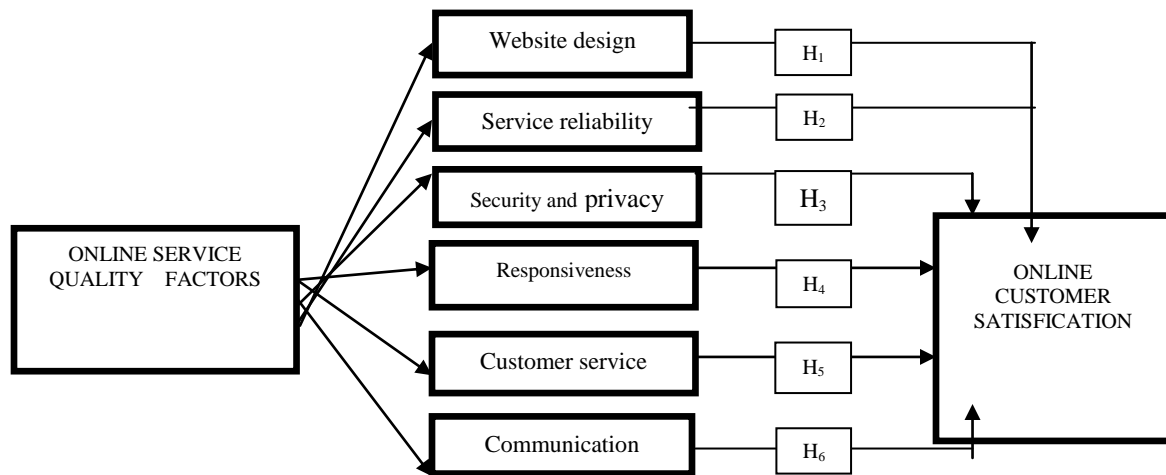 Website design
H₁
Service reliability
H₂
Security and privacy
H₃
ONLINE SERVICE
QUALITY FACTORS
Responsiveness
H₄
ONLINE
CUSTOMER
SATISFICATION
Customer service
H₅
Communication
H₆